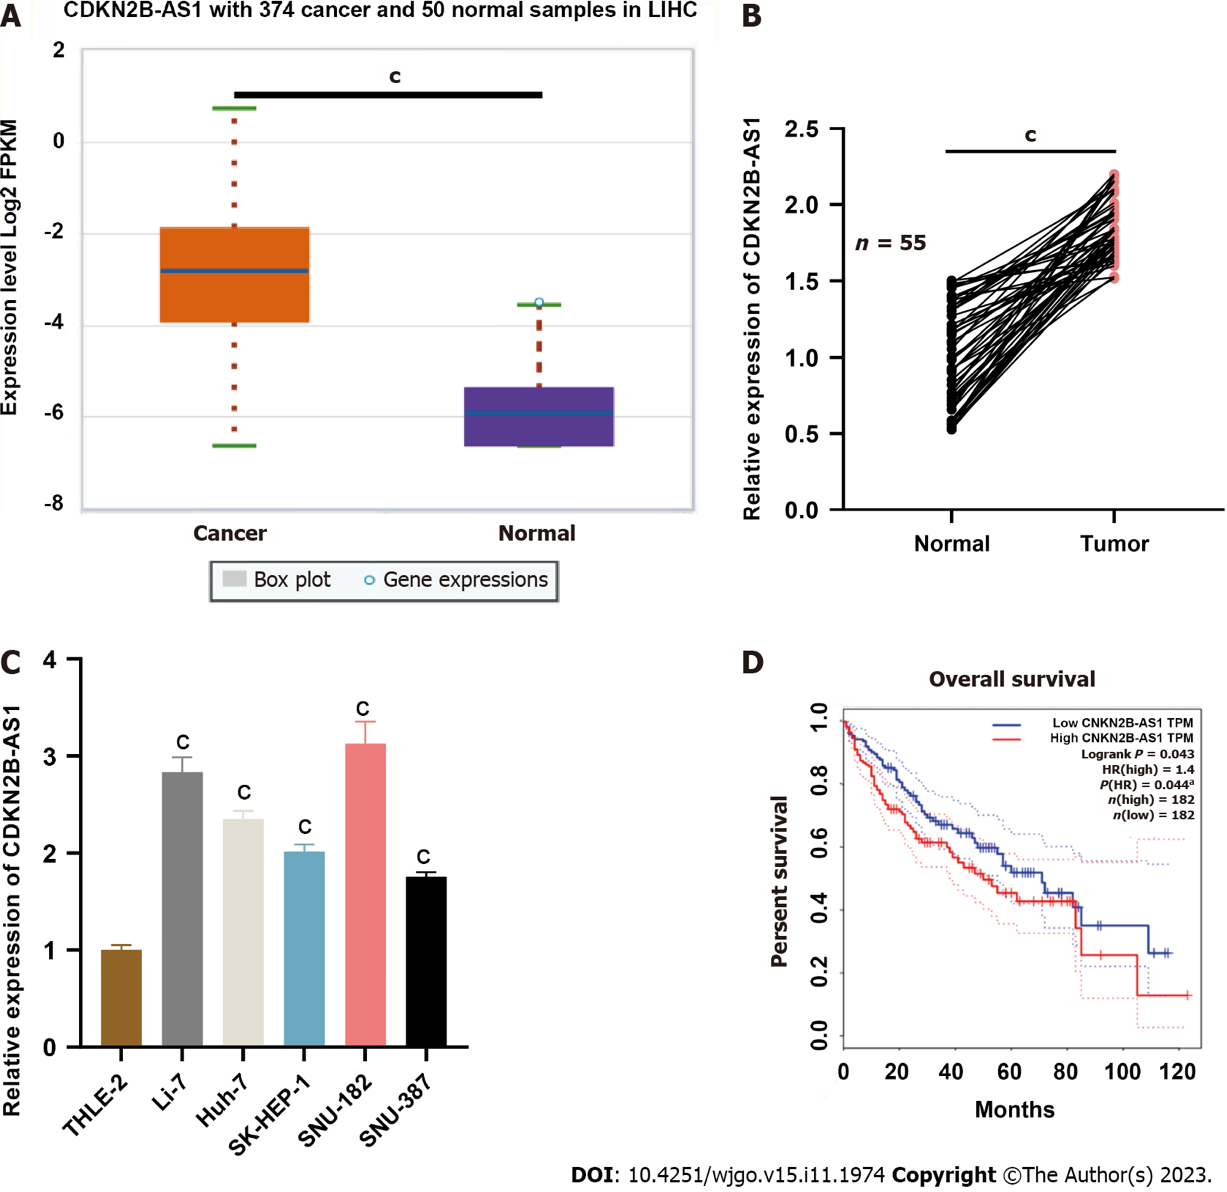 A
CDKN2B-AS1 with 374 cancer and 50 normal samples in LIHC
Expression level Log2 FPKM
2
0
-2
-4
-6
-8
c
Cancer
Normal
Box plot
Gene expressions
B
Relative expression of CDKN2B-AS1
2.5
2.0
1.5
1.0
0.5
0.0
c
n = 55
Normal
Tumor
C
Relative expression of CDKN2B-AS1
4
3
2
1
0
C
C
C
C
C
THLE-2
Li-7
Huh-7
SK-HEP-1
SNU-182
SNU-387
D
Overall survival
Persent survival
1.0
0.8
0.6
0.4
0.2
0.0
Low CNKN2B-AS1 TPM
High CNKN2B-AS1 TPM
Logrank P = 0.043
HR(high) = 1.4
P(HR) = 0.044ª
n(high) = 182
n(low) = 182
0 20 40 60 80 100 120
Months
DOI: 10.4251/wjgo.v15.i11.1974 Copyright ©The Author(s) 2023.